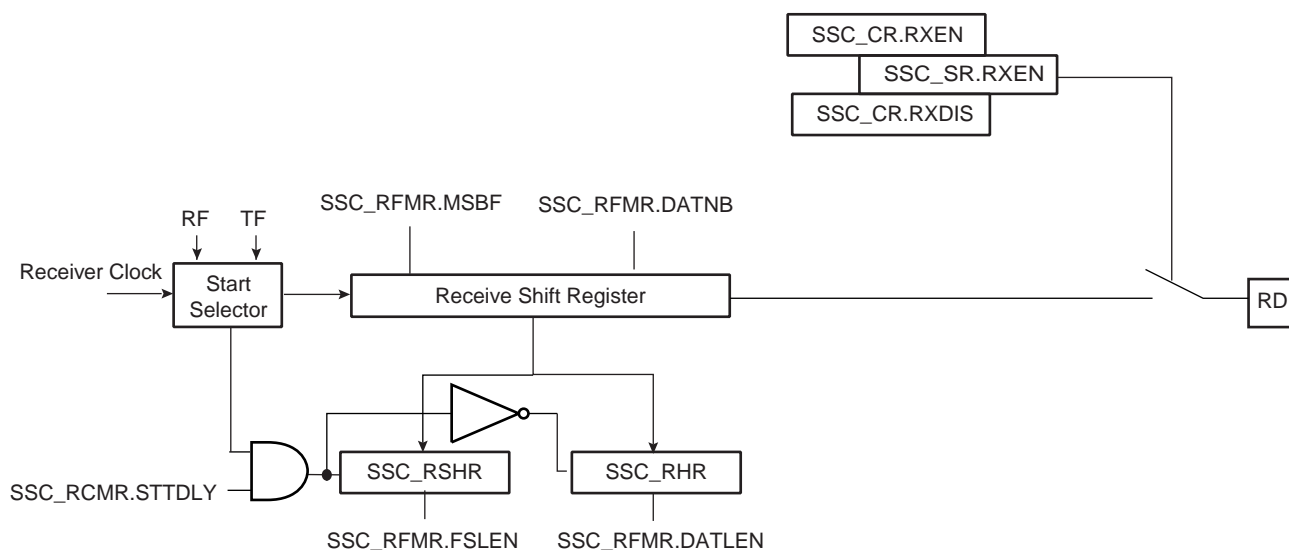 SSC_CR.RXEN
SSC_SR.RXEN
SSC_CR.RXDIS
SSC_RFMR.MSBF
SSC_RFMR.DATNB
RF
TF
Receiver Clock
Start
Selector
Receive Shift Register
RD
SSC_RSHR
SSC_RHR
SSC_RCMR.STTDLY
SSC_RFMR.FSLEN
SSC_RFMR.DATLEN